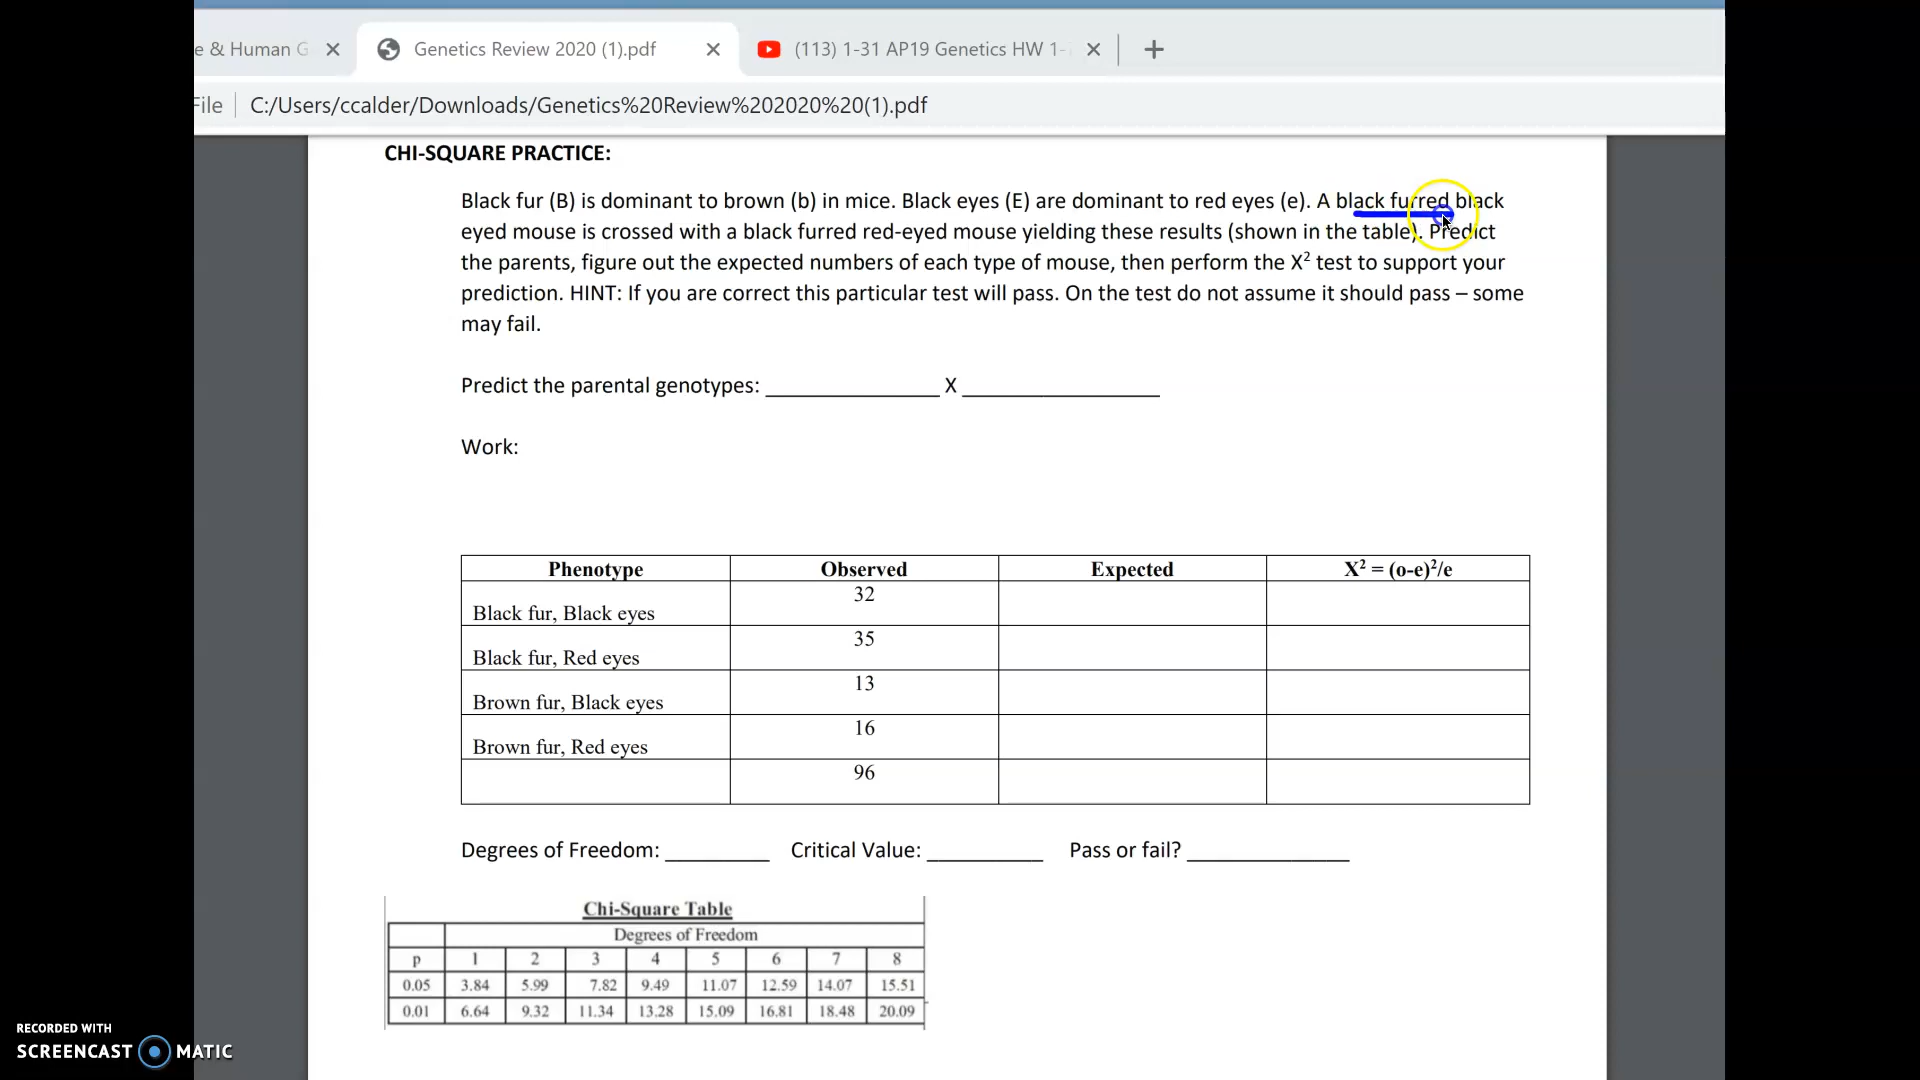 e & Human G
Genetics Review 2020 (1).pdf
(113) 1-31 AP19 Genetics HW 1-
File
C:/Users/ccalder/Downloads/Genetics%20Review%202020%20(1).pdf
CHI-SQUARE PRACTICE:
Black fur (B) is dominant to brown (b) in mice. Black eyes (E) are dominant to red eyes (e). A black furred black
eyed mouse is crossed with a black furred red-eyed mouse yielding these results (shown in the table). Predict
the parents, figure out the expected numbers of each type of mouse, then perform the X² test to support your
prediction. HINT: If you are correct this particular test will pass. On the test do not assume it should pass – some
may fail.
Predict the parental genotypes: _______________ X _________________
Work:
Phenotype Observed Expected X² = (o-e)²/e
Black fur, Black eyes 32
Black fur, Red eyes 35
Brown fur, Black eyes 13
Brown fur, Red eyes 16
96
Degrees of Freedom: _________ Critical Value: __________ Pass or fail? ______________
Chi-Square Table
Degrees of Freedom
p 1 2 3 4 5 6 7 8
0.05 3.84 5.99 7.82 9.49 11.07 12.59 14.07 15.51
0.01 6.64 9.32 11.34 13.28 15.09 16.81 18.48 20.09
RECORDED WITH
SCREENCAST MATIC